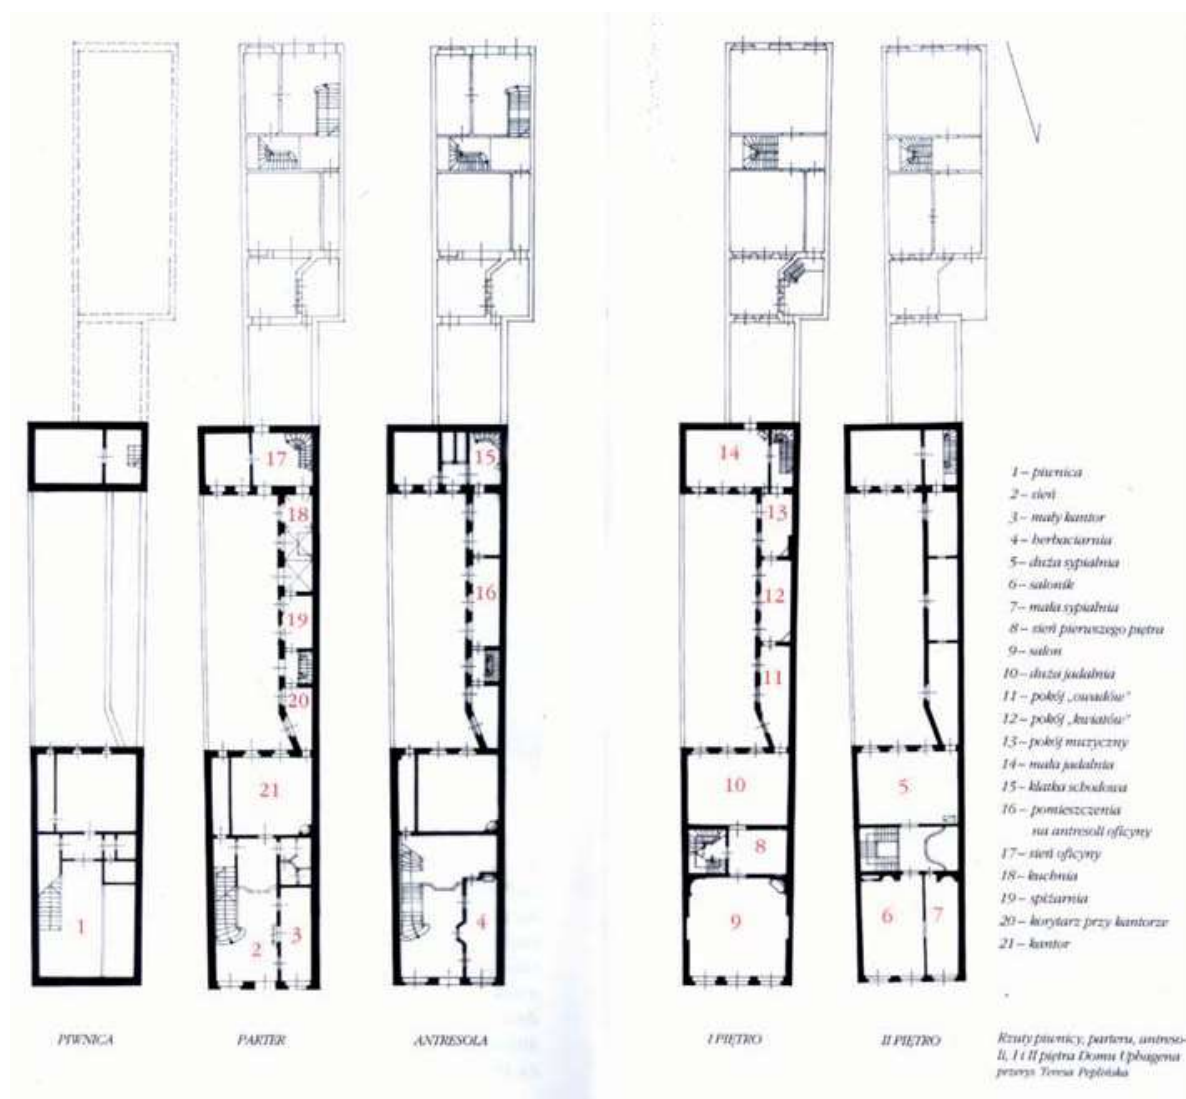 17
15
14
18
13
16
12
19
11
20
21
10
5
8
1
2
3
4
9
6
7
1 – piwnica
2 – sień
3 – mały kantor
4 – herbaciarnia
5 – duża sypialnia
6 – salonik
7 – mała sypialnia
8 – sień pierwszego piętra
9 – salon
10 – duża jadalnia
11 – pokój „owadów”
12 – pokój „kwiatów”
13 – pokój muzyczny
14 – mała jadalnia
15 – klatka schodowa
16 – pomieszczenia
na antresoli oficyny
17 – sień oficyny
18 – kuchnia
19 – spiżarnia
20 – korytarz przy kantorze
21 – kantor
PIWNICA
PARTER
ANTRESOLA
I PIĘTRO
II PIĘTRO
Rzuty piwnicy, parteru, antreso-
li, I i II piętra Domu Uphagena
przerys Teresa Peplińska